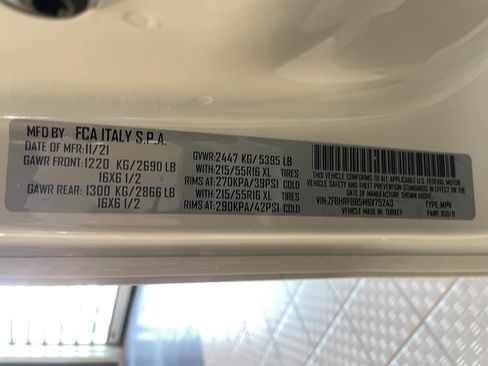 MFD BY FCA ITALY S.P.A.
DATE OF MFR:11/21
GAWR FRONT:1220 KG/2690 LB
16X6 1/2
GAWR REAR: 1300 KG/2866 LB
16X6 1/2
GVWR:2447 KG/ 5395 LB
WITH:215/55R16 XL TIRES
RIMS AT:270KPA/39PSI COLD
WITH:215/55R16 XL TIRES
RIMS AT:290KPA/42PSI COLD
THIS VEHICLE CONFORMS TO ALL APPLICABLE U.S. FEDERAL MOTOR
VEHICLE SAFETY STANDARDS IN EFFECT ON THE
DATE OF MANUFACTURE SHOWN ABOVE.
VIN:ZFBHRFBB5M6V75243 TYPE: MPV
MADE IN: TURKEY PAINT: